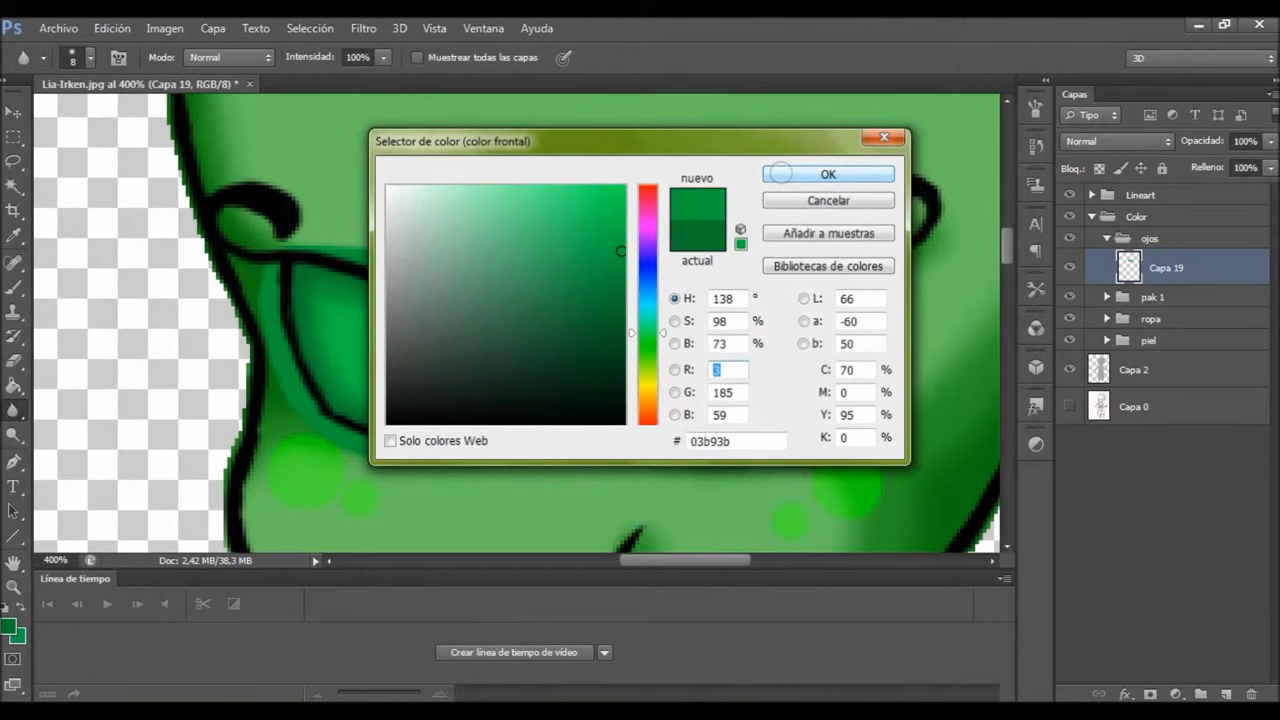 Ps Archivo Edición Imagen Capa Texto Selección Filtro 3D Vista Ventana Ayuda
8 Modo: Normal Intensidad: 100% Muestrear todas las capas 3D
Lia-Irken.jpg al 400% (Capa 19, RGB/8) * ×
Capas
Tipo
Normal Opacidad: 100%
Bloq.: Relleno: 100%
Lineart
Color
ojos
Capa 19
pak 1
ropa
piel
Capa 2
Capa 0
Selector de color (color frontal)
nuevo
actual
OK
Cancelar
Añadir a muestras
Bibliotecas de colores
H: 138 ° L: 66
S: 98 % a: -60
B: 73 % b: 50
R: 3 C: 70 %
G: 185 M: 0 %
B: 59 Y: 95 %
# 03b93b K: 0 %
Solo colores Web
400% Doc: 2,42 MB/38,3 MB
Línea de tiempo
Crear línea de tiempo de vídeo